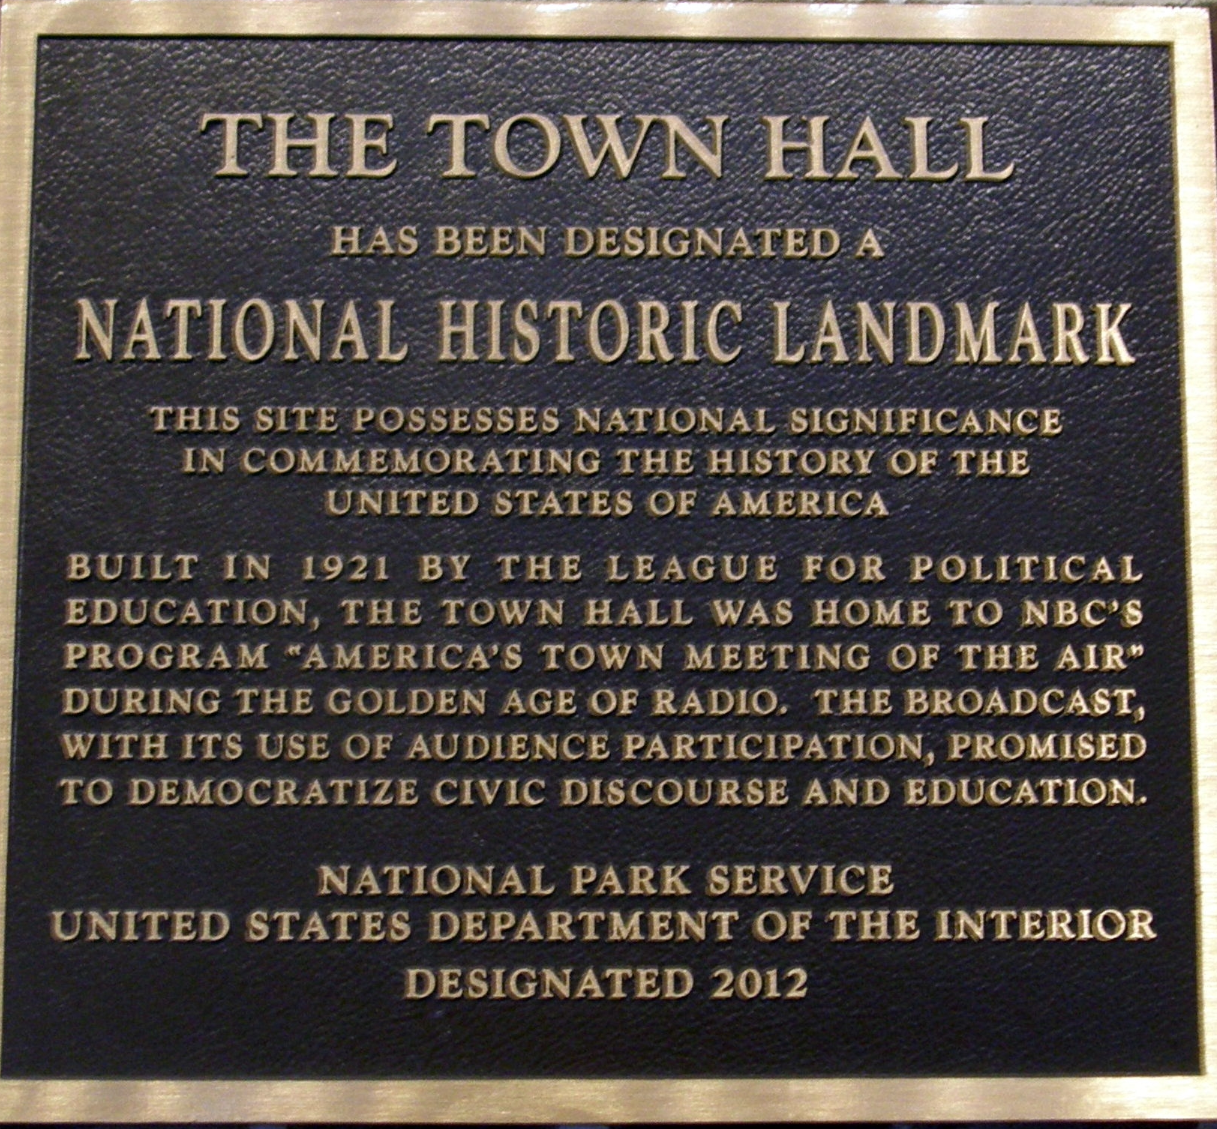 THE TOWN HALL
HAS BEEN DESIGNATED A
NATIONAL HISTORIC LANDMARK
THIS SITE POSSESSES NATIONAL SIGNIFICANCE
IN COMMEMORATING THE HISTORY OF THE
UNITED STATES OF AMERICA
BUILT IN 1921 BY THE LEAGUE FOR POLITICAL
EDUCATION, THE TOWN HALL WAS HOME TO NBC'S
PROGRAM "AMERICA'S TOWN MEETING OF THE AIR"
DURING THE GOLDEN AGE OF RADIO. THE BROADCAST,
WITH ITS USE OF AUDIENCE PARTICIPATION, PROMISED
TO DEMOCRATIZE CIVIC DISCOURSE AND EDUCATION.
NATIONAL PARK SERVICE
UNITED STATES DEPARTMENT OF THE INTERIOR
DESIGNATED 2012